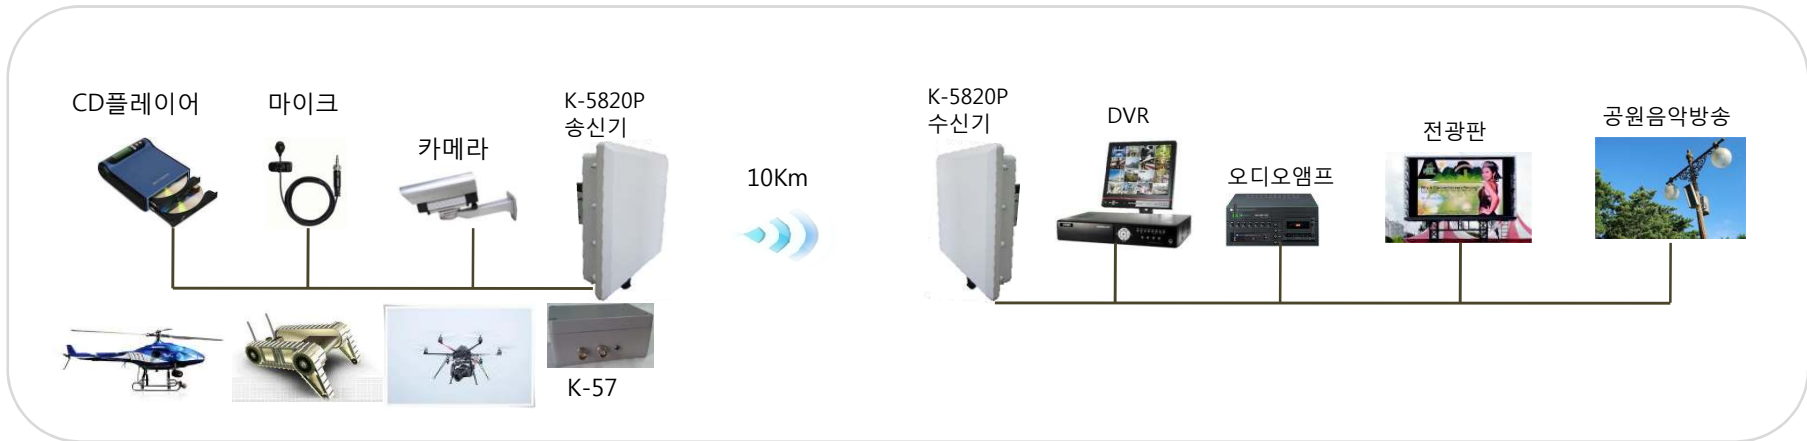 CD플레이어
마이크
카메라
K-5820P
송신기
10Km
K-5820P
수신기
DVR
오디오앰프
전광판
공원음악방송
K-57